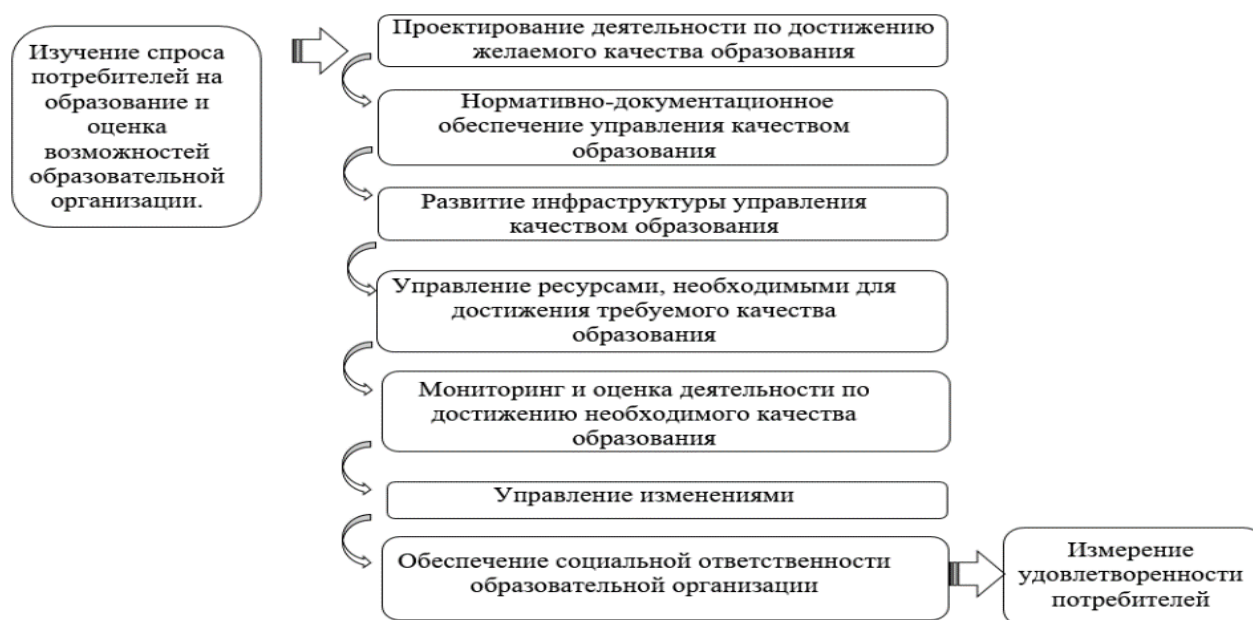 Изучение спроса
потребителей на
образование и
оценка
возможностей
образовательной
организации.
Проектирование деятельности по достижению
желаемого качества образования
Нормативно-документационное
обеспечение управления качеством
образования
Развитие инфраструктуры управления
качеством образования
Управление ресурсами, необходимыми для
достижения требуемого качества
образования
Мониторинг и оценка деятельности по
достижению необходимого качества
образования
Управление изменениями
Обеспечение социальной ответственности
образовательной организации
Измерение
удовлетворенности
потребителей